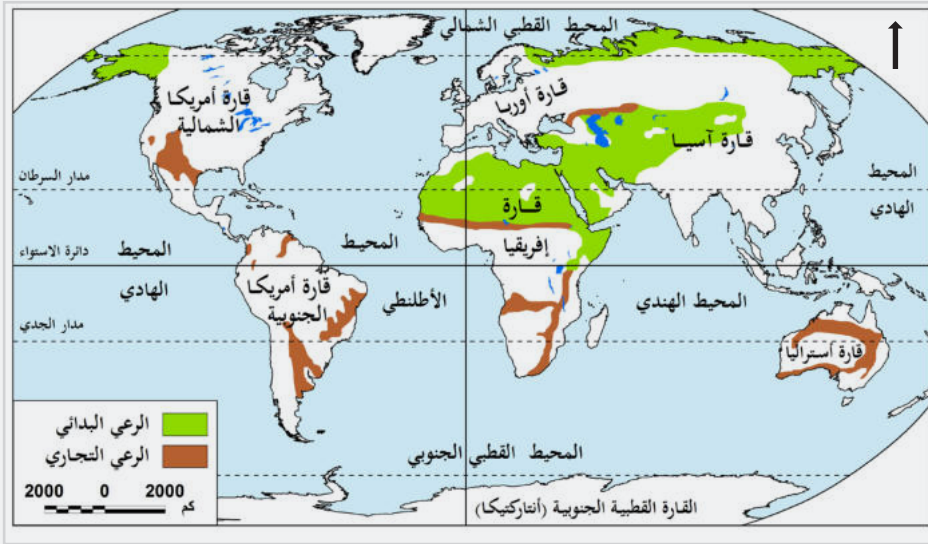 المحيط القطبي الشمالي
قارة أوربا
قارة أمريكا
الشمالية
قارة آسيا
المحيط
الهادي
مدار السرطان
قارة
إفريقيا
المحيط
المحيط
دائرة الاستواء
الهادي
الأطلنطي
قارة أمريكا
الجنوبية
المحيط الهندي
مدار الجدي
قارة أستراليا
الرعي البدائي
الرعي التجاري
2000 0 2000
كم
المحيط القطبي الجنوبي
القارة القطبية الجنوبية (أنتاركتيكا)